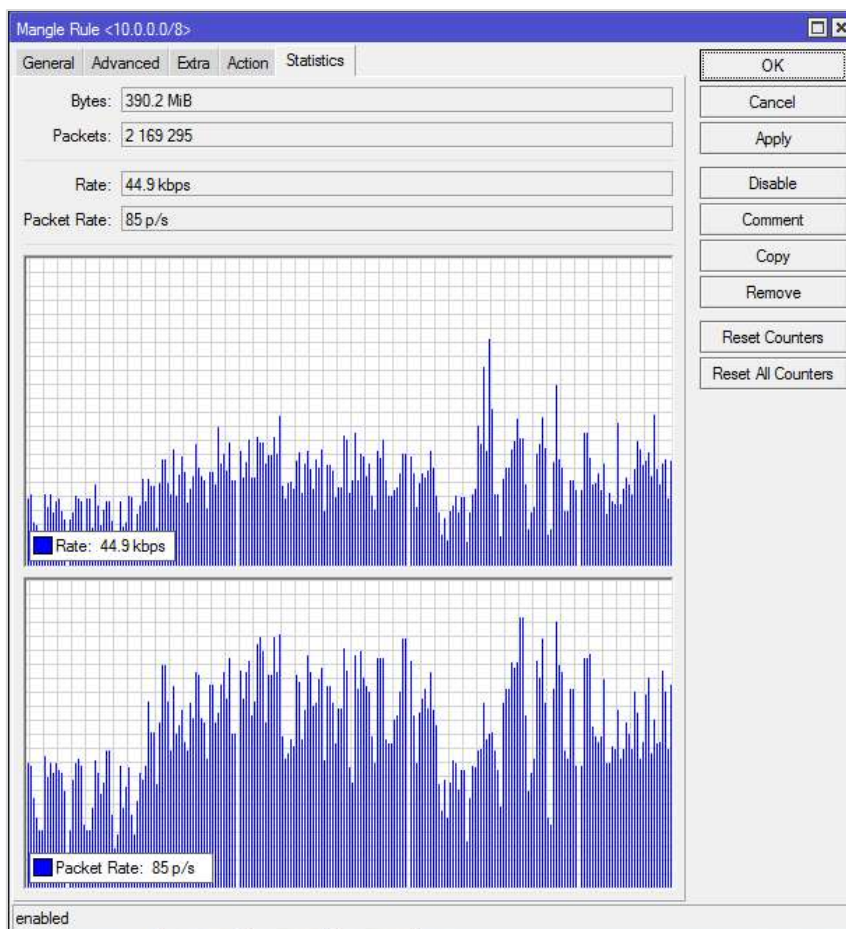 Mangle Rule <10.0.0.0/8>
General Advanced Extra Action Statistics
Bytes: 390.2 MiB
Packets: 2 169 295
Rate: 44.9 kbps
Packet Rate: 85 p/s
Rate: 44.9 kbps
Packet Rate: 85 p/s
OK
Cancel
Apply
Disable
Comment
Copy
Remove
Reset Counters
Reset All Counters
enabled